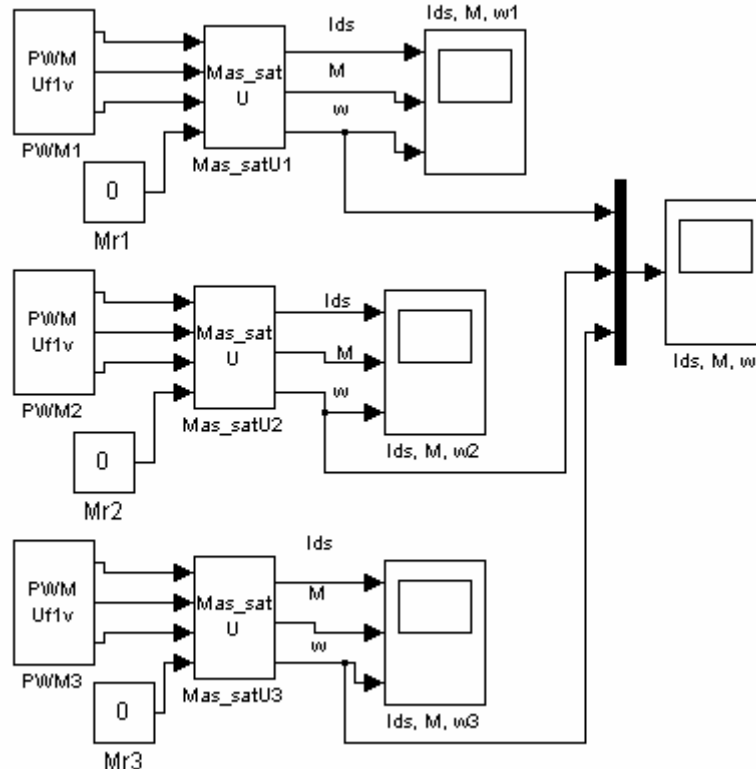 Ids, M, w1
PWM
Uf1v
PWM1
Mas_sat
U
Mas_satU1
Ids
M
w
0
Mr1
PWM
Uf1v
PWM2
Mas_sat
U
Mas_satU2
Ids
M
w
Ids, M, w2
0
Mr2
Ids, M, w
PWM
Uf1v
PWM3
Mas_sat
U
Mas_satU3
Ids
M
w
Ids, M, w3
0
Mr3